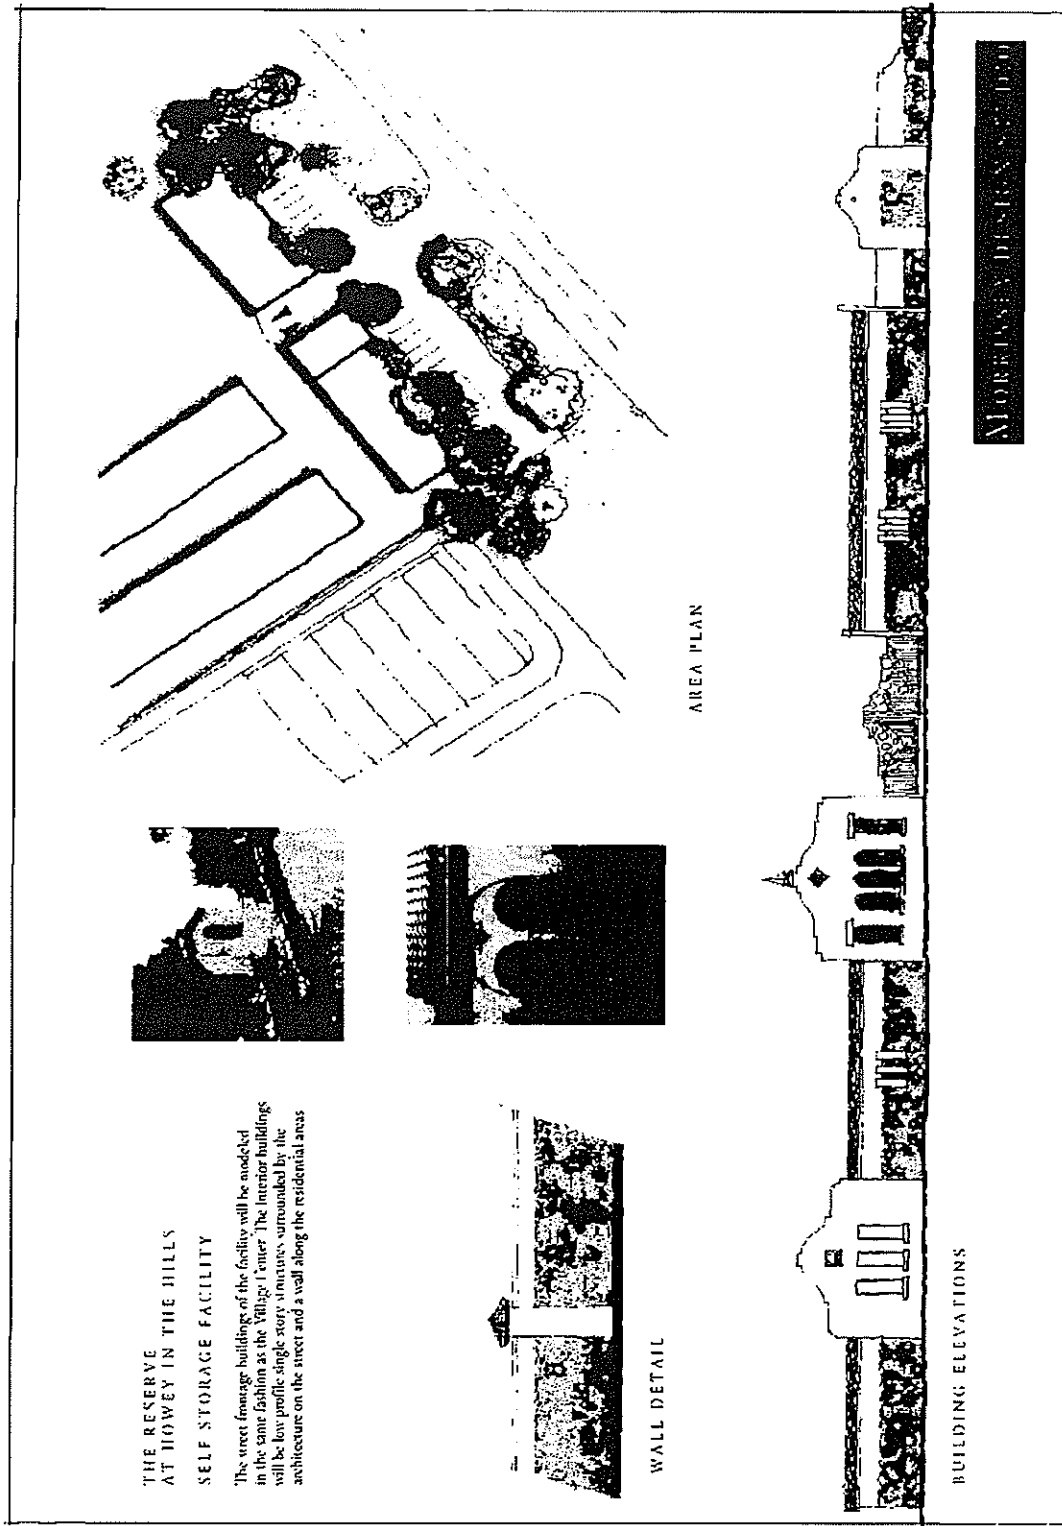 THE RESERVE
AT HOWEY IN THE HILLS
SELF STORAGE FACILITY
The street frontage buildings of the facility will be modeled
in the same fashion as the Village Center The Interior buildings
will be low profile single story structures surrounded by the
architecture on the street and a wall along the residential areas
WALL DETAIL
AREA PLAN
BUILDING ELEVATIONS